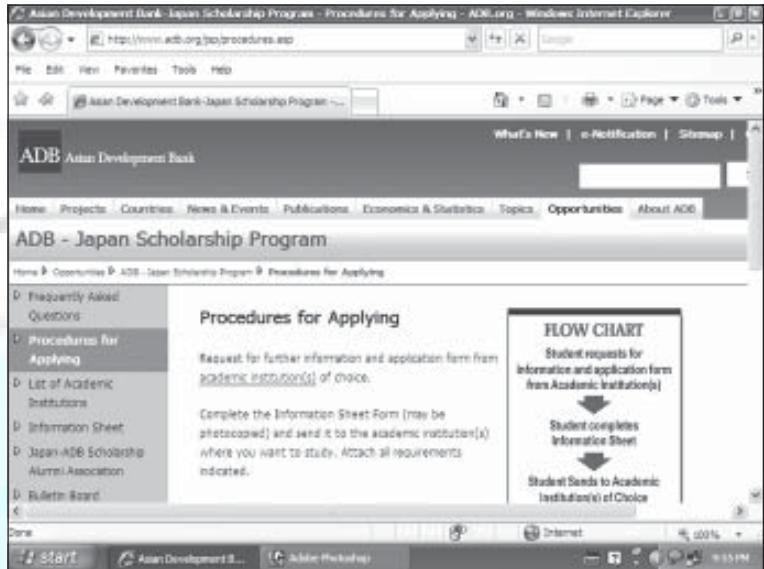 Asian Development Bank-Japan Scholarship Program - Procedures for Applying - ADB.org - Windows Internet Explorer
http://www.adb.org/jsp/procedures.asp
Google
File Edit View Favorites Tools Help
Asian Development Bank-Japan Scholarship Program -...
Page Tools
What's New | e-Notification | Sitemap |
ADB Asian Development Bank
Home Projects Countries News & Events Publications Economics & Statistics Topics Opportunities About ADB
ADB - Japan Scholarship Program
Home Opportunities ADB - Japan Scholarship Program Procedures for Applying
Frequently Asked
Questions
Procedures for
Applying
List of Academic
Institutions
Information Sheet
Japan-ADB Scholarship
Alumni Association
Bulletin Board
Procedures for Applying
Request for further information and application form from
academic institution(s) of choice.
Complete the Information Sheet Form (may be
photocopied) and send it to the academic institution(s)
where you want to study. Attach all requirements
indicated.
FLOW CHART
Student requests for
information and application form
from Academic Institution(s)
Student completes
Information Sheet
Student Sends to Academic
Institution(s) of Choice
Done
Internet
100%
start
Asian Development B...
Adobe Photoshop
9:55 PM